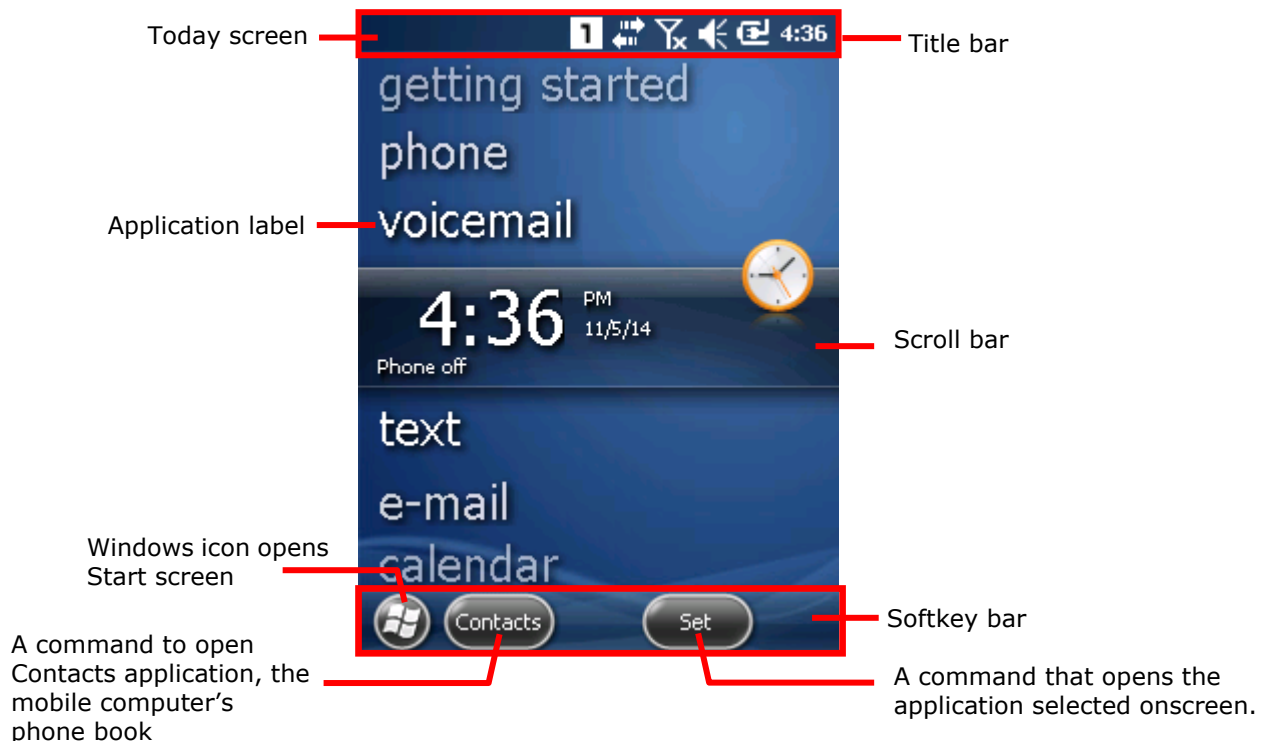 Today screen
1
4:36
Title bar
getting started
phone
Application label
voicemail
4:36
PM
11/5/14
Phone off
Scroll bar
text
e-mail
calendar
Windows icon opens
Start screen
Contacts
Set
Softkey bar
A command to open
Contacts application, the
mobile computer’s
phone book
A command that opens the
application selected onscreen.